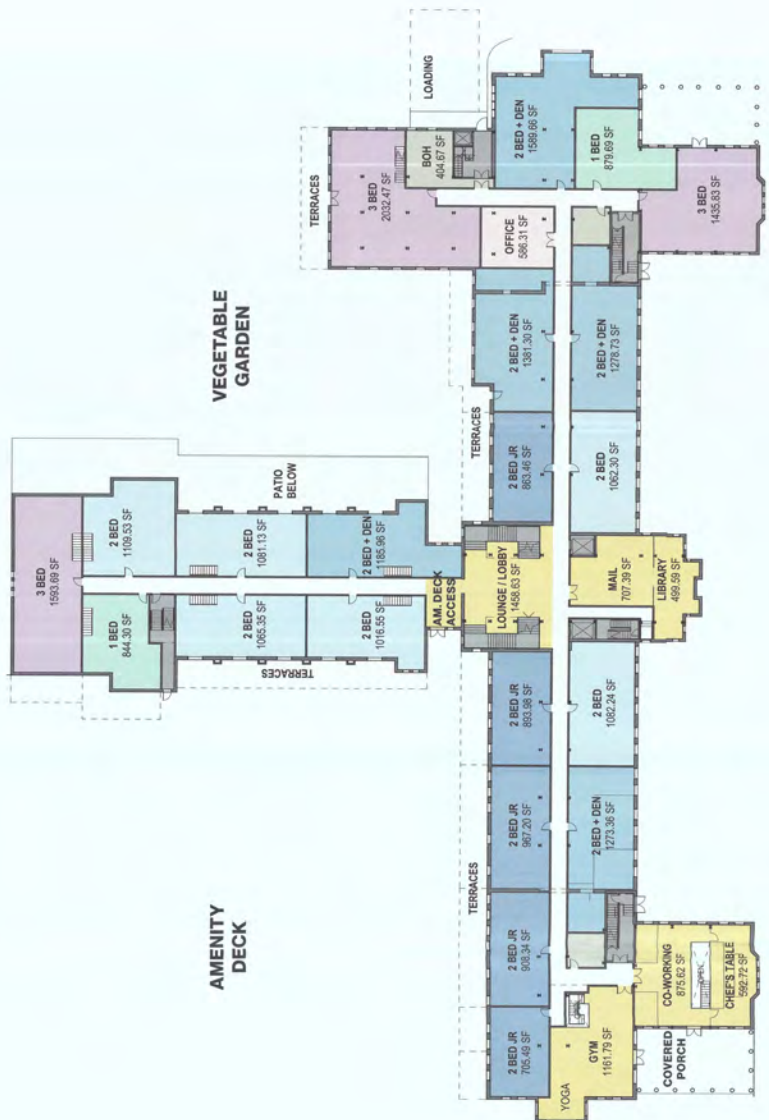 AMENITY
DECK
VEGETABLE
GARDEN
LOADING
TERRACES
3 BED
1593.69 SF
1 BED
844.30 SF
2 BED
1109.53 SF
2 BED
1065.35 SF
2 BED
1081.13 SF
2 BED
1016.55 SF
2 BED + DEN
1185.96 SF
PATIO
BELOW
TERRACES
AM. DECK
ACCESS
LOUNGE / LOBBY
1458.63 SF
MAIL
707.39 SF
LIBRARY
499.59 SF
TERRACES
2 BED JR
705.49 SF
2 BED JR
908.34 SF
2 BED JR
967.20 SF
2 BED JR
893.98 SF
YOGA
GYM
1161.79 SF
2 BED + DEN
1273.36 SF
2 BED
1082.24 SF
CO-WORKING
875.62 SF
OPEN
CHEF'S TABLE
592.72 SF
COVERED
PORCH
TERRACES
2 BED JR
863.46 SF
2 BED + DEN
1381.30 SF
2 BED
1062.30 SF
2 BED + DEN
1278.73 SF
3 BED
2032.47 SF
BOH
404.67 SF
OFFICE
586.31 SF
2 BED + DEN
1589.66 SF
1 BED
879.69 SF
3 BED
1435.83 SF